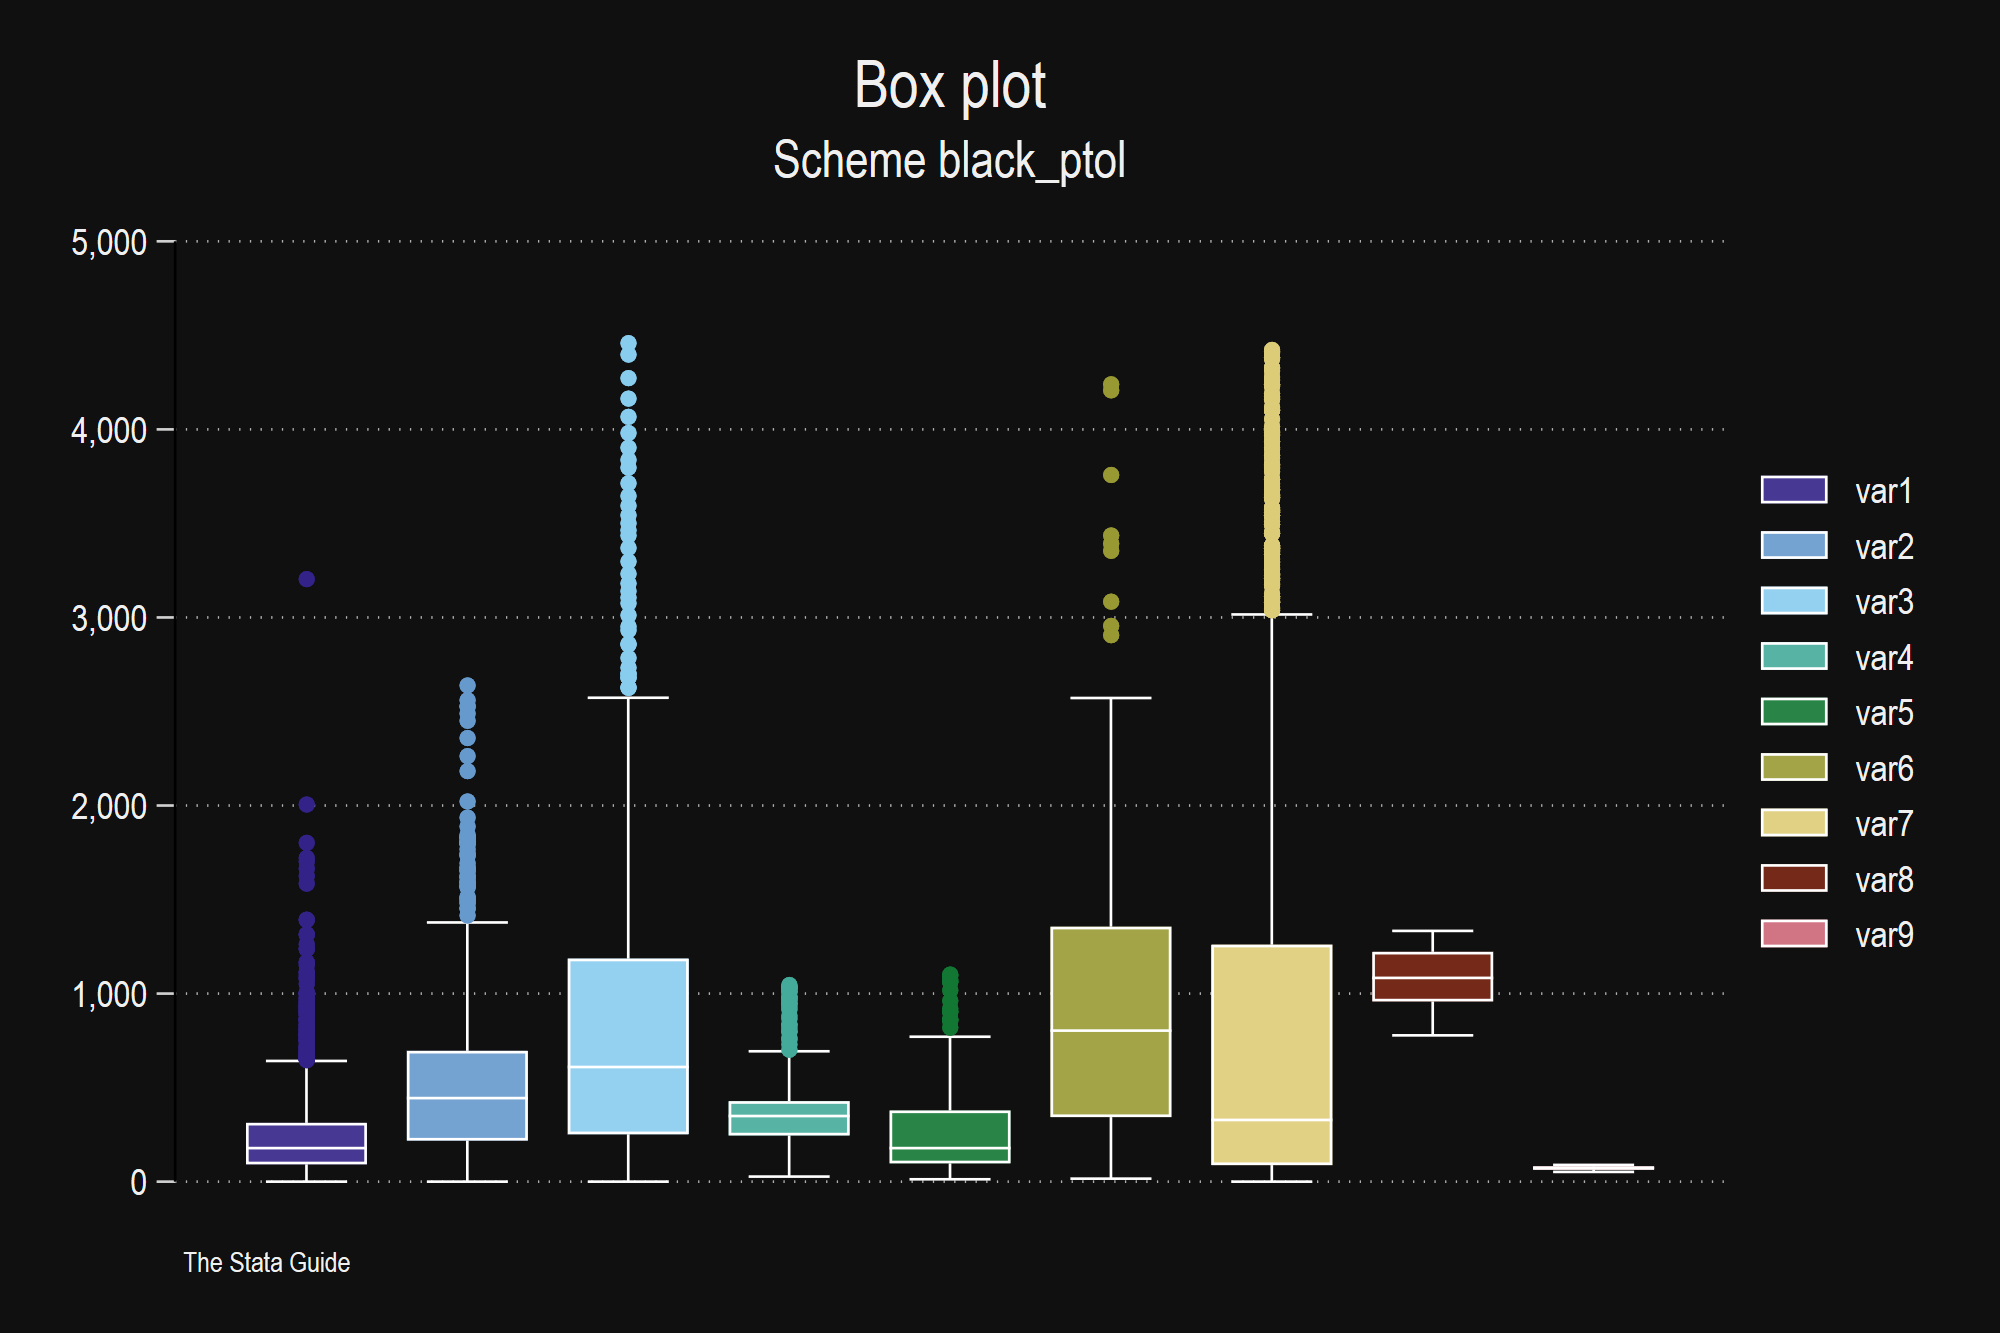 Box plot
Scheme black_ptol
5,000
4,000
3,000
2,000
1,000
0
var1
var2
var3
var4
var5
var6
var7
var8
var9
The Stata Guide